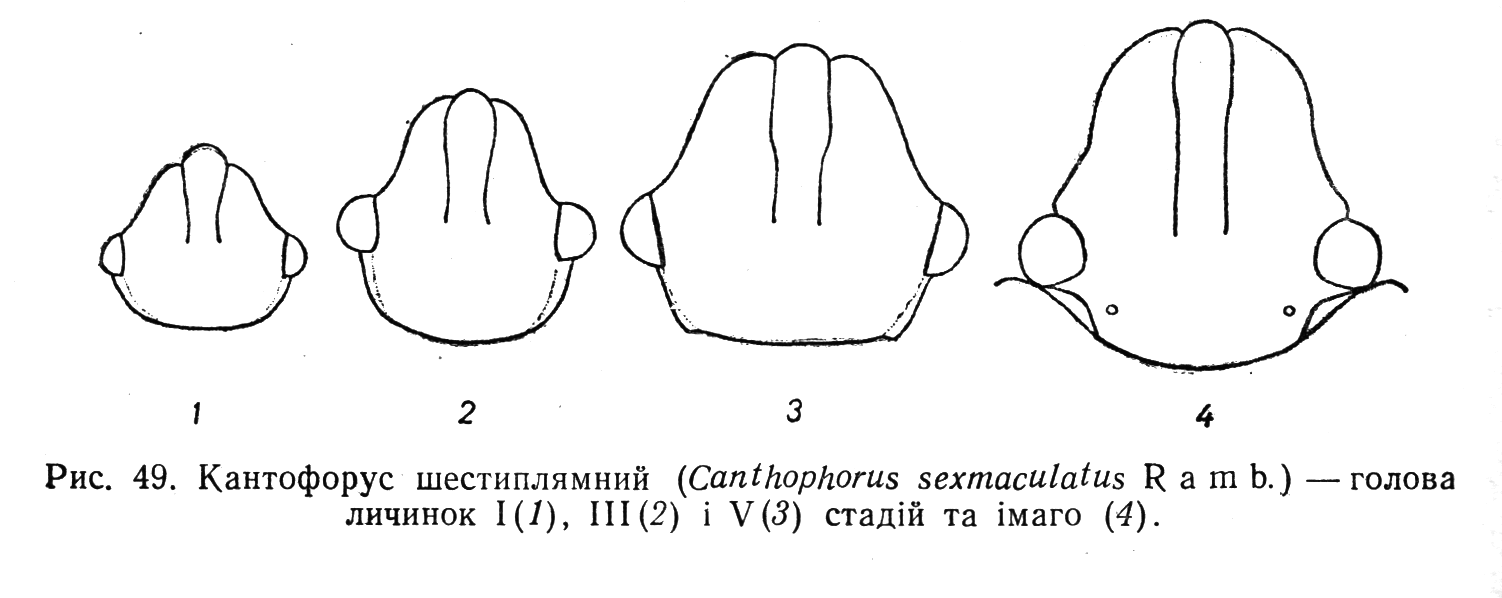 1 2 3 4
Рис. 49. Кантофорус шестиплямний (Canthophorus sexmaculatus Ramb.) — голова
личинок I(1), III(2) і V(3) стадій та імаго (4).